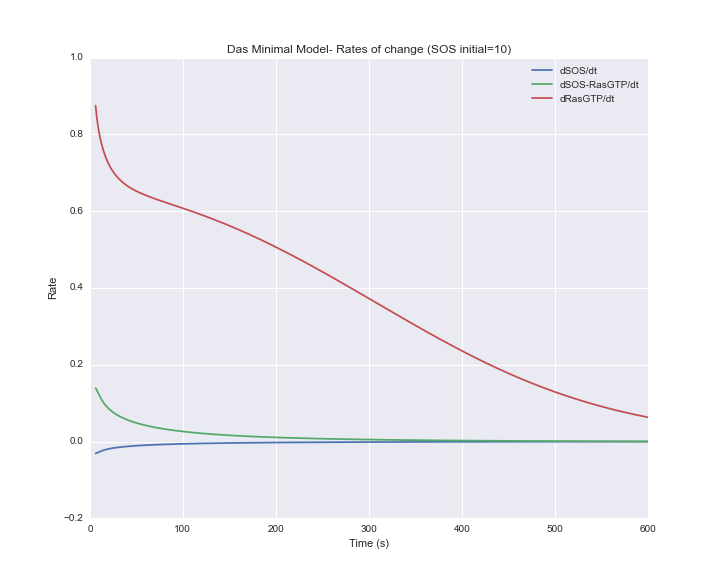 Das Minimal Model- Rates of change (SOS initial=10)
1.0
0.8
0.6
0.4
0.2
0.0
−0.2
Rate
dSOS/dt
dSOS-RasGTP/dt
dRasGTP/dt
0 100 200 300 400 500 600
Time (s)